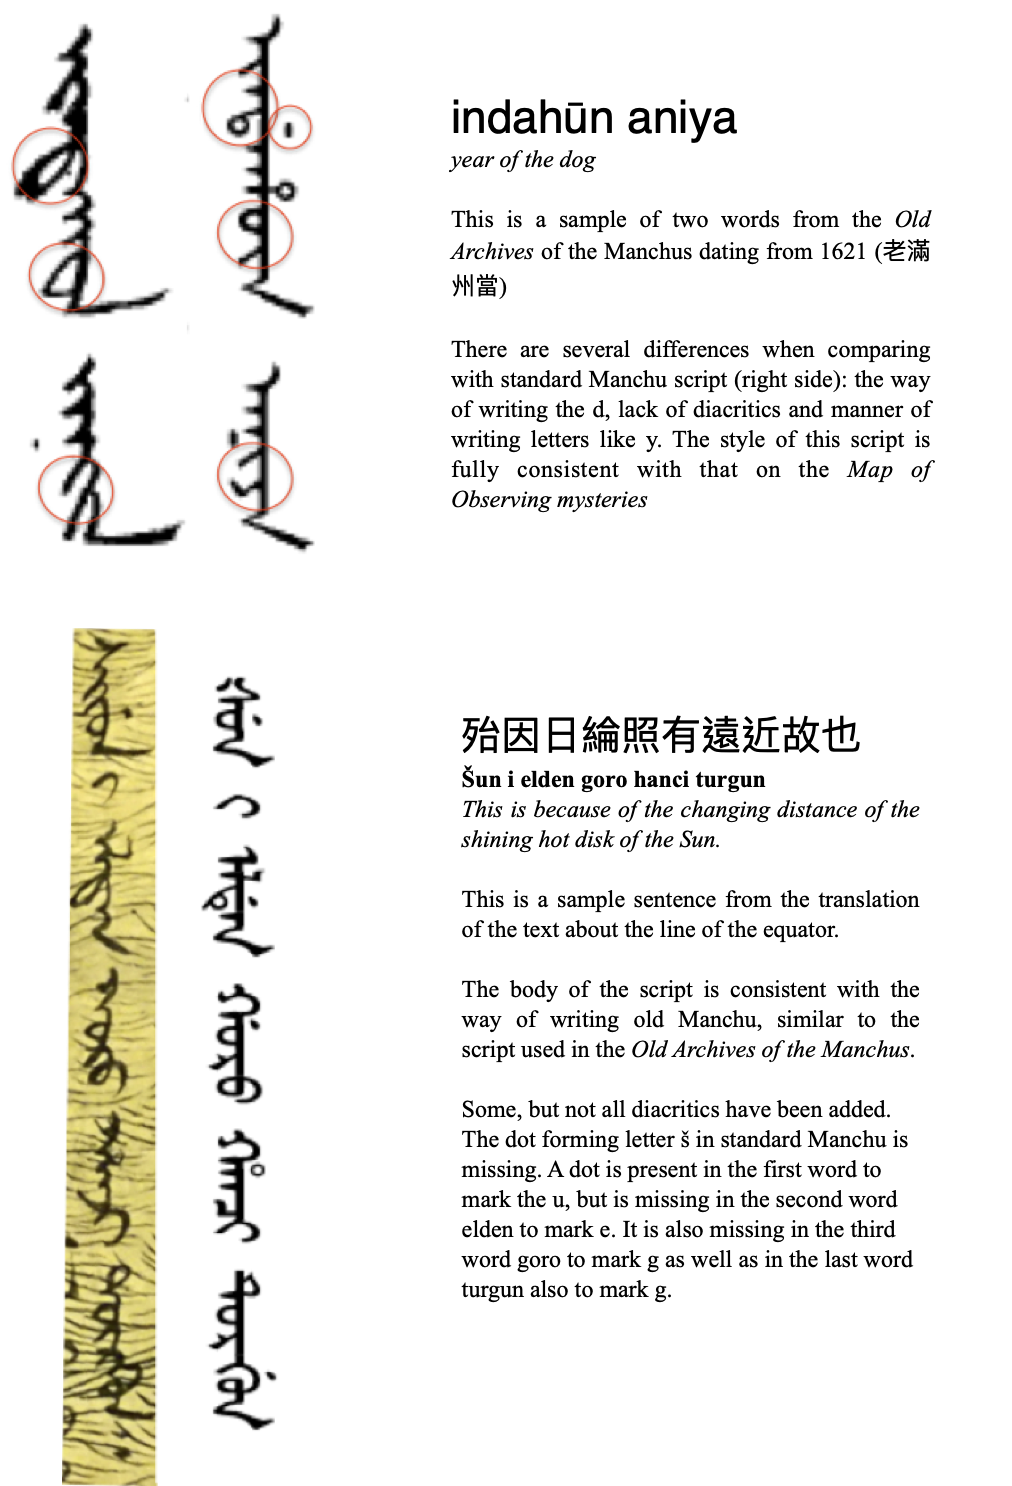 ᡳᠨᡩᠠᡥᡡᠨ
ᠠᠨᡳᠶᠠ
indahūn aniya
year of the dog
This is a sample of two words from the Old
Archives of the Manchus dating from 1621 (老滿
州當)
There are several differences when comparing
with standard Manchu script (right side): the way
of writing the d, lack of diacritics and manner of
writing letters like y. The style of this script is
fully consistent with that on the Map of
Observing mysteries
ᡧᡠᠨ ᡳ ᡝᠯᡩᡝᠨ ᡤᠣᡵᠣ ᡥᠠᠨᠴᡳ ᡨᡠᡵᡤᡠᠨ
殆因日綸照有遠近故也
Šun i elden goro hanci turgun
This is because of the changing distance of the
shining hot disk of the Sun.
This is a sample sentence from the translation
of the text about the line of the equator.
The body of the script is consistent with the
way of writing old Manchu, similar to the
script used in the Old Archives of the Manchus.
Some, but not all diacritics have been added.
The dot forming letter š in standard Manchu is
missing. A dot is present in the first word to
mark the u, but is missing in the second word
elden to mark e. It is also missing in the third
word goro to mark g as well as in the last word
turgun also to mark g.